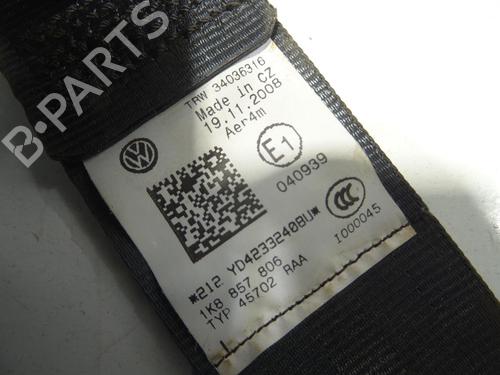 TRW 34036316
Made in CZ
19.11.2008
Aer4m
E1
040939
CCC
I000045
*212 YD4233240BU*
1K8 857 806
TYP 45702 RAA
B-PARTS